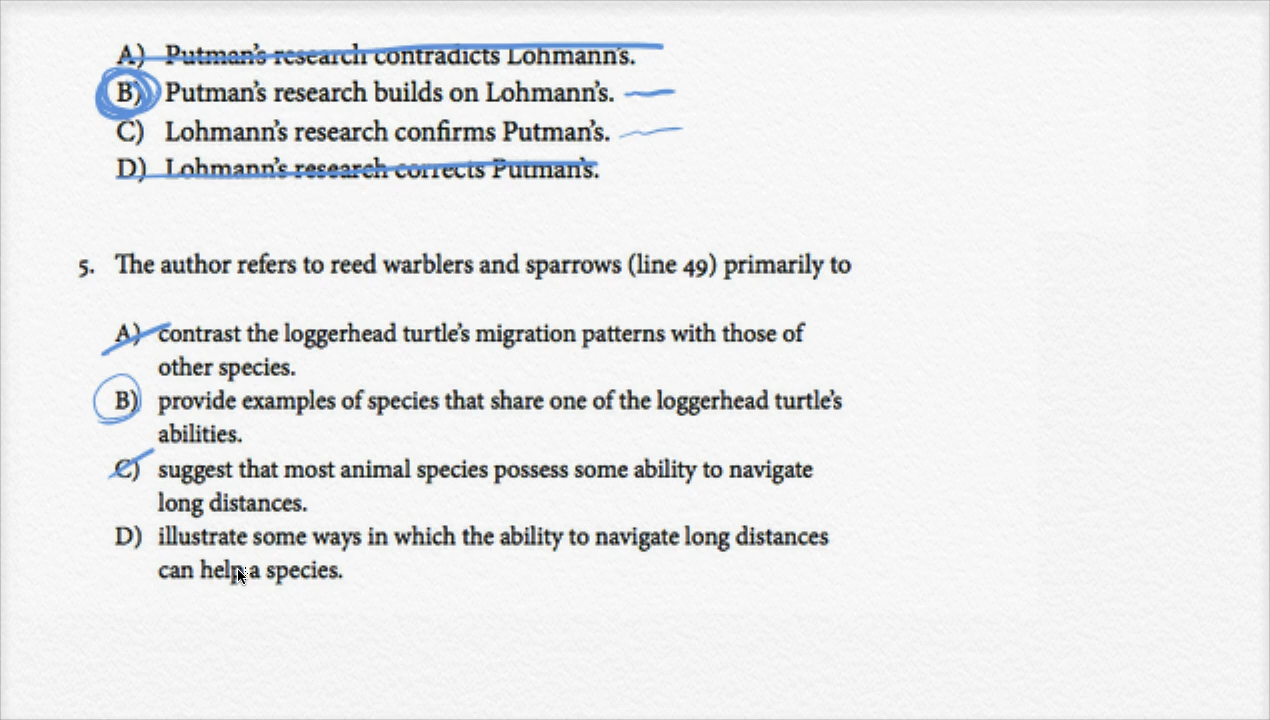 A) Putman's research contradicts Lohmann's.
B) Putman's research builds on Lohmann's.
C) Lohmann's research confirms Putman's.
D) Lohmann's research corrects Putman's.
5. The author refers to reed warblers and sparrows (line 49) primarily to
A) contrast the loggerhead turtle's migration patterns with those of
other species.
B) provide examples of species that share one of the loggerhead turtle's
abilities.
C) suggest that most animal species possess some ability to navigate
long distances.
D) illustrate some ways in which the ability to navigate long distances
can help a species.